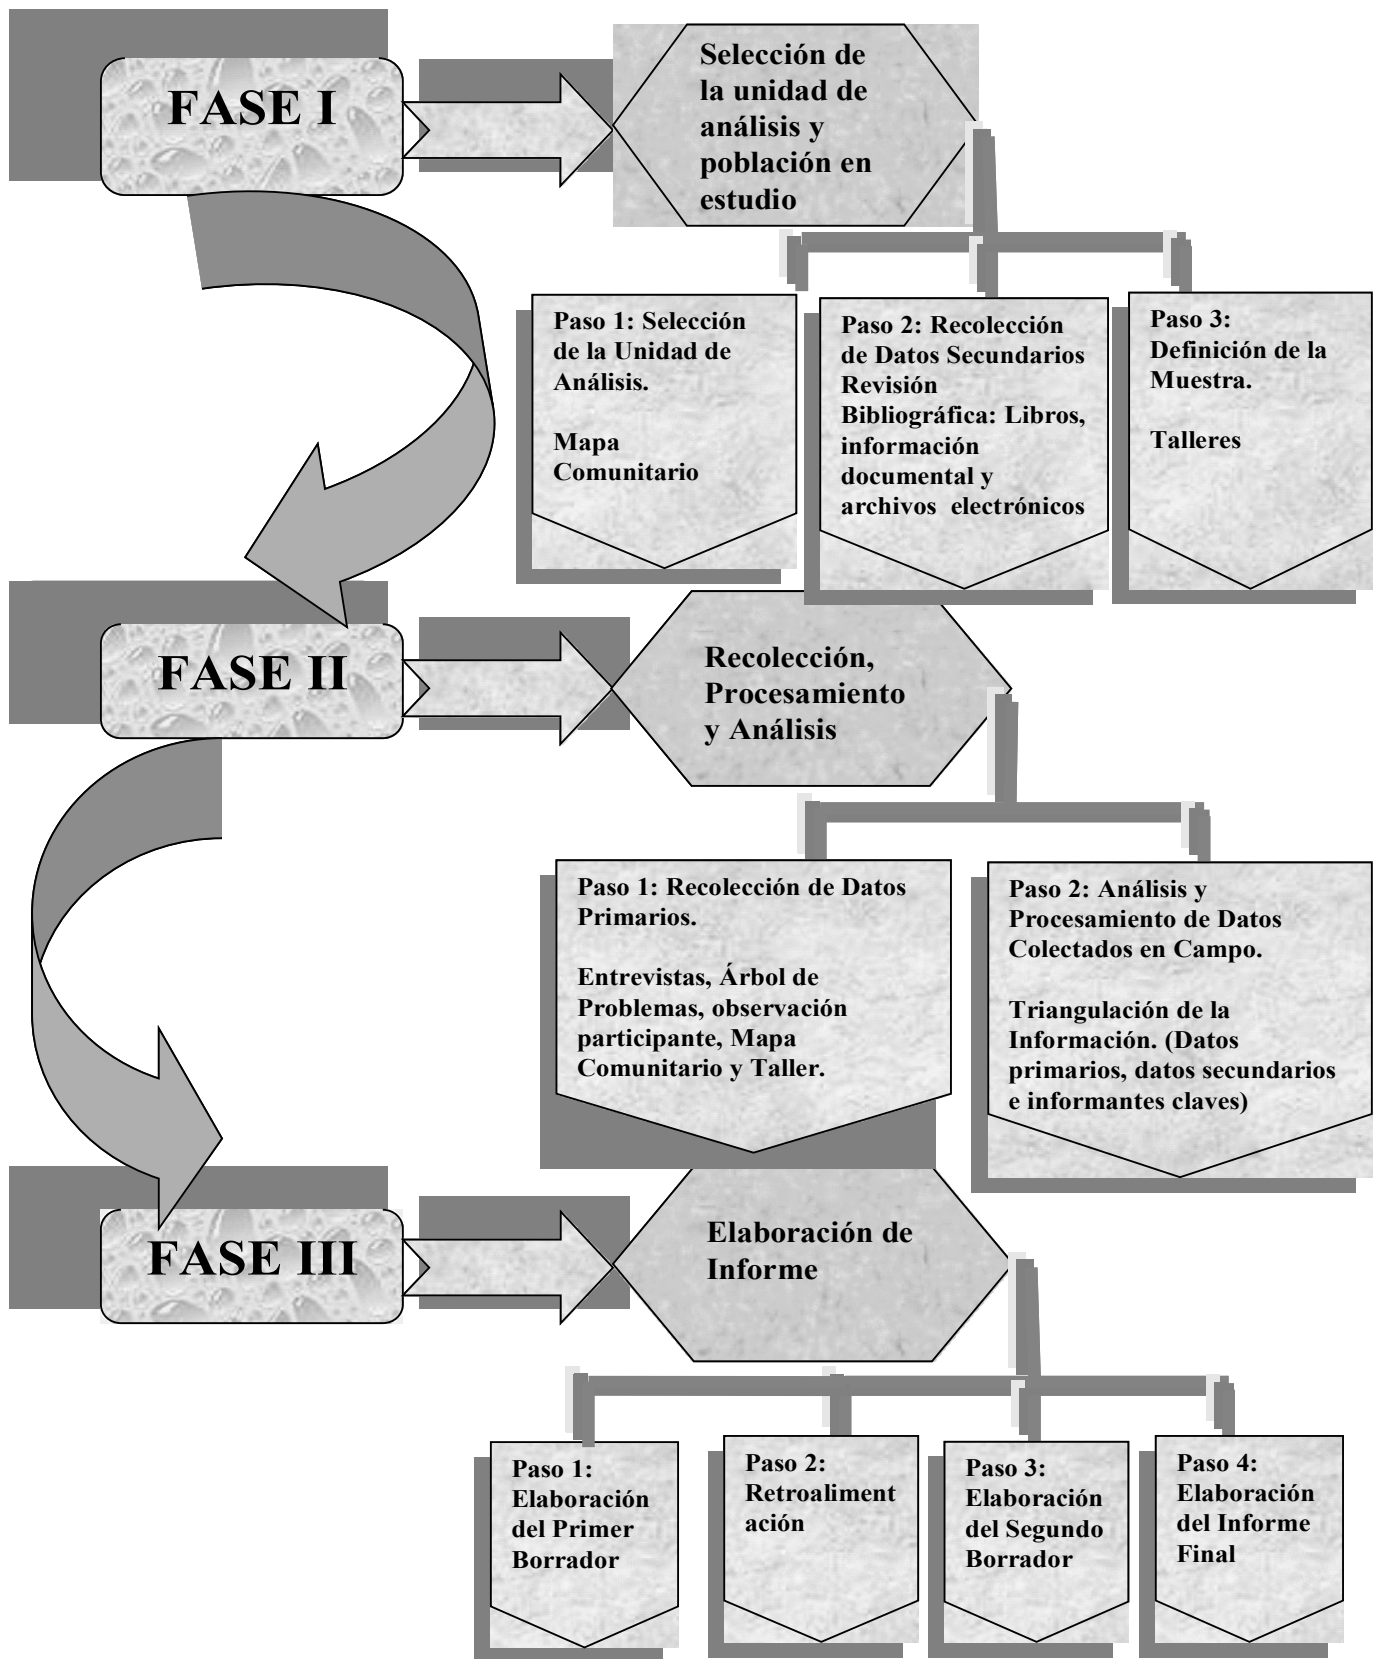 FASE I
Selección de
la unidad de
análisis y
población en
estudio
Paso 1: Selección
de la Unidad de
Análisis.
Mapa
Comunitario
Paso 2: Recolección
de Datos Secundarios
Revisión
Bibliográfica: Libros,
información
documental y
archivos electrónicos
Paso 3:
Definición de la
Muestra.
Talleres
FASE II
Recolección,
Procesamiento
y Análisis
Paso 1: Recolección de Datos
Primarios.
Entrevistas, Árbol de
Problemas, observación
participante, Mapa
Comunitario y Taller.
Paso 2: Análisis y
Procesamiento de Datos
Colectados en Campo.
Triangulación de la
Información. (Datos
primarios, datos secundarios
e informantes claves)
FASE III
Elaboración de
Informe
Paso 1:
Elaboración
del Primer
Borrador
Paso 2:
Retroaliment
ación
Paso 3:
Elaboración
del Segundo
Borrador
Paso 4:
Elaboración
del Informe
Final